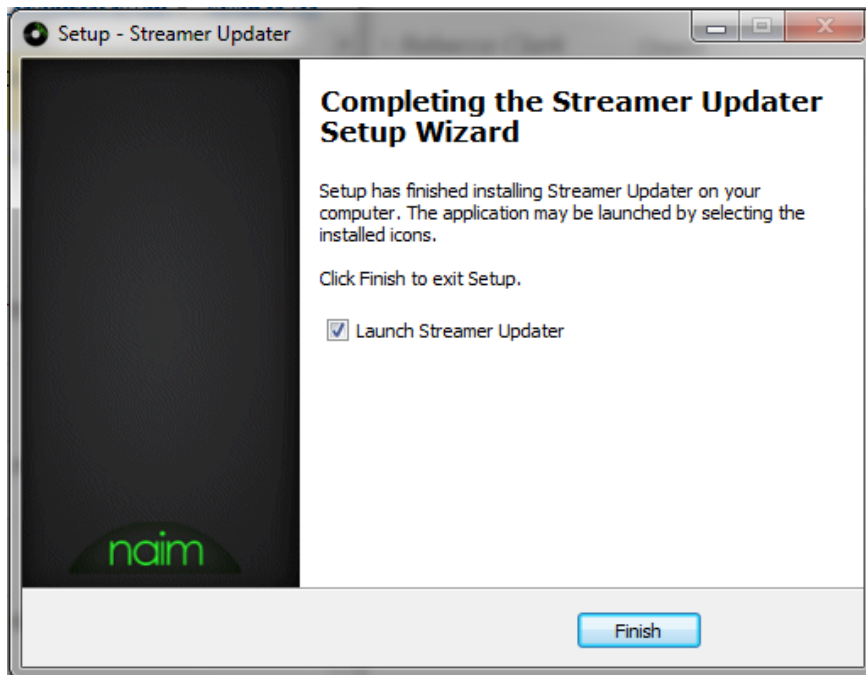 Setup - Streamer Updater
Completing the Streamer Updater
Setup Wizard
Setup has finished installing Streamer Updater on your
computer. The application may be launched by selecting the
installed icons.
Click Finish to exit Setup.
Launch Streamer Updater
naim
Finish